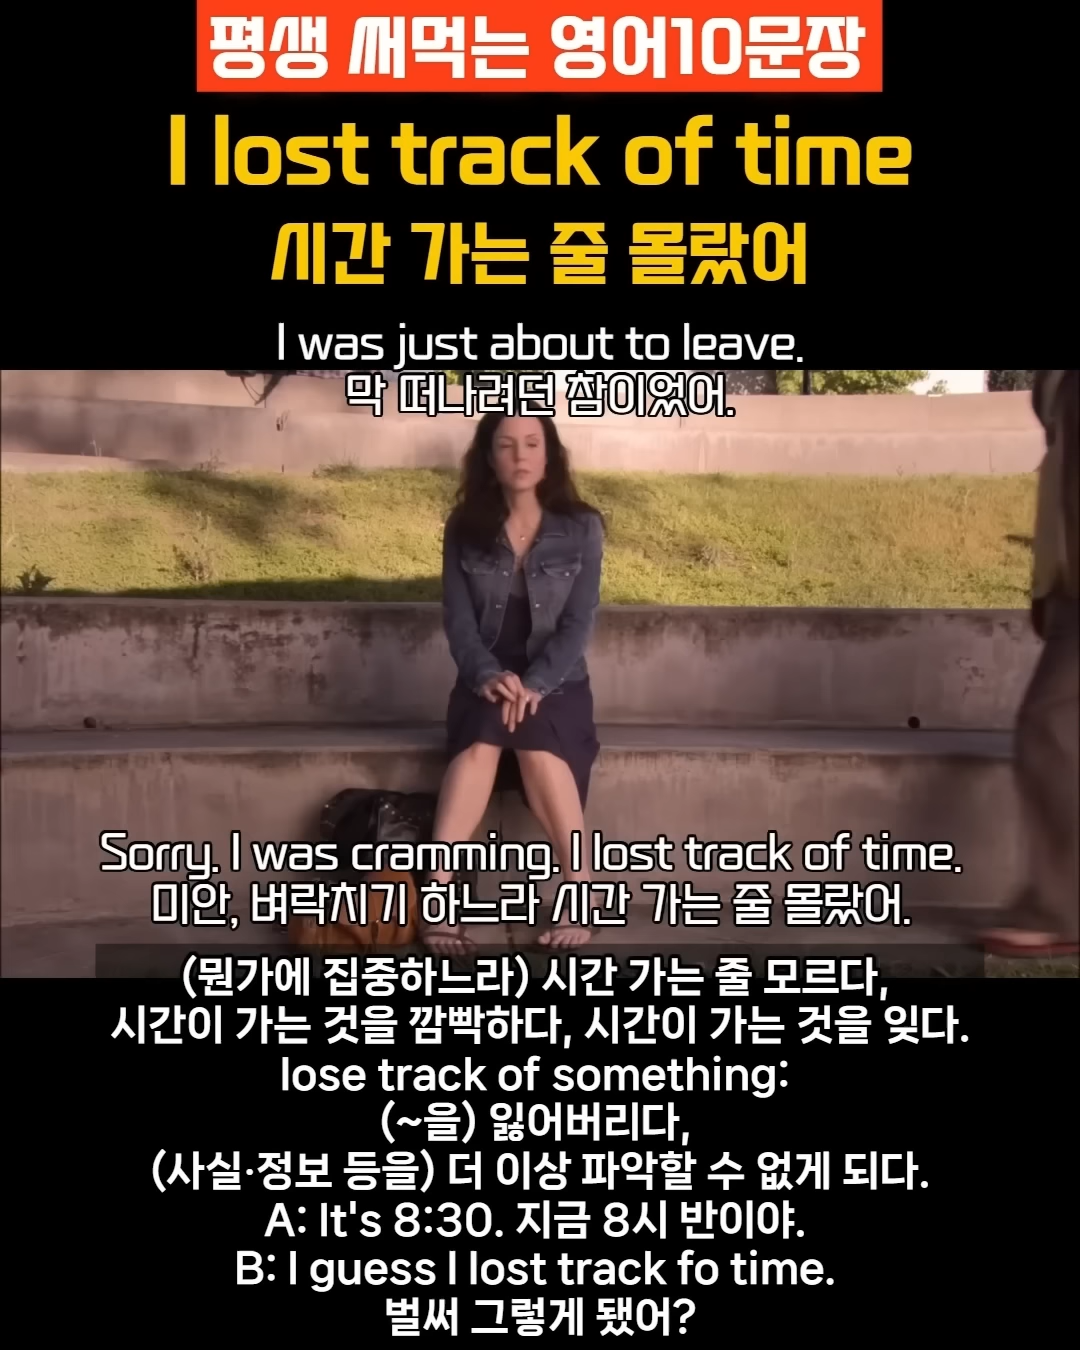 평생 써먹는 영어10문장
I lost track of time
시간 가는 줄 몰랐어
I was just about to leave.
막 떠나려던 참이었어.
Sorry. I was cramming. I lost track of time.
미안, 벼락치기 하느라 시간 가는 줄 몰랐어.
(뭔가에 집중하느라) 시간 가는 줄 모르다,
시간이 가는 것을 깜빡하다, 시간이 가는 것을 잊다.
lose track of something:
(~을) 잃어버리다,
(사실·정보 등을) 더 이상 파악할 수 없게 되다.
A: It's 8:30. 지금 8시 반이야.
B: I guess I lost track fo time.
벌써 그렇게 됐어?